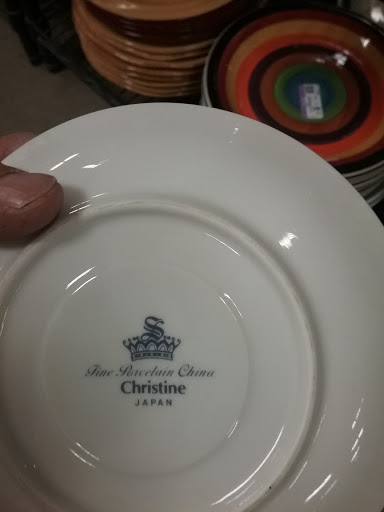 S
Fine Porcelain China
Christine
JAPAN